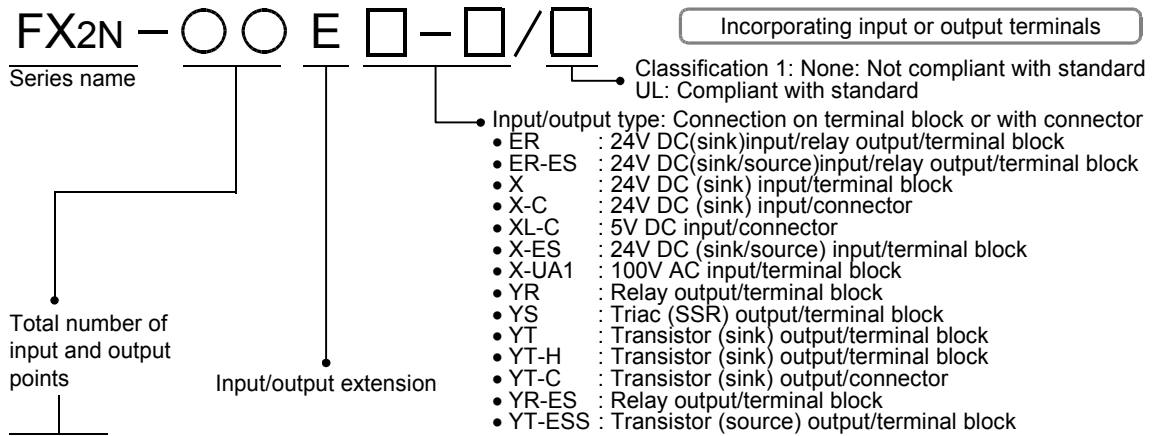 FX2N – ○○ E □ – □/□
Incorporating input or output terminals
Series name
Classification 1: None: Not compliant with standard
UL: Compliant with standard
Input/output type: Connection on terminal block or with connector
• ER : 24V DC(sink)input/relay output/terminal block
• ER-ES : 24V DC(sink/source)input/relay output/terminal block
• X : 24V DC (sink) input/terminal block
• X-C : 24V DC (sink) input/connector
• XL-C : 5V DC input/connector
• X-ES : 24V DC (sink/source) input/terminal block
• X-UA1 : 100V AC input/terminal block
• YR : Relay output/terminal block
• YS : Triac (SSR) output/terminal block
• YT : Transistor (sink) output/terminal block
• YT-H : Transistor (sink) output/terminal block
• YT-C : Transistor (sink) output/connector
• YR-ES : Relay output/terminal block
• YT-ESS : Transistor (source) output/terminal block
Total number of
input and output
points
Input/output extension